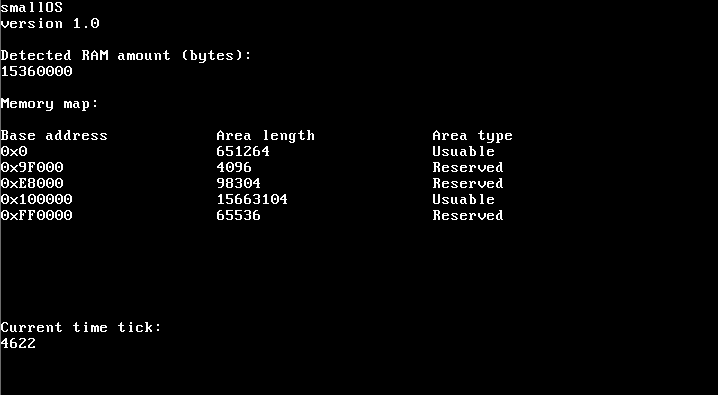 smallOS
version 1.0
Detected RAM amount (bytes):
15360000
Memory map:
Base address Area length Area type
0x0 651264 Usuable
0x9F000 4096 Reserved
0xE8000 98304 Reserved
0x100000 15663104 Usuable
0xFF0000 65536 Reserved
Current time tick:
4622